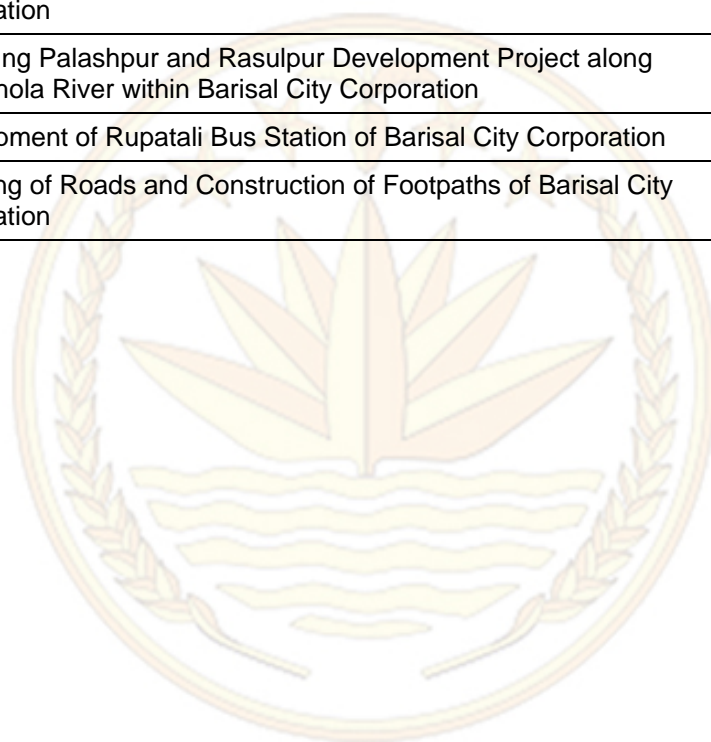 ation
ng Palashpur and Rasulpur Development Project along
nola River within Barisal City Corporation
oment of Rupatali Bus Station of Barisal City Corporation
ng of Roads and Construction of Footpaths of Barisal City
ation